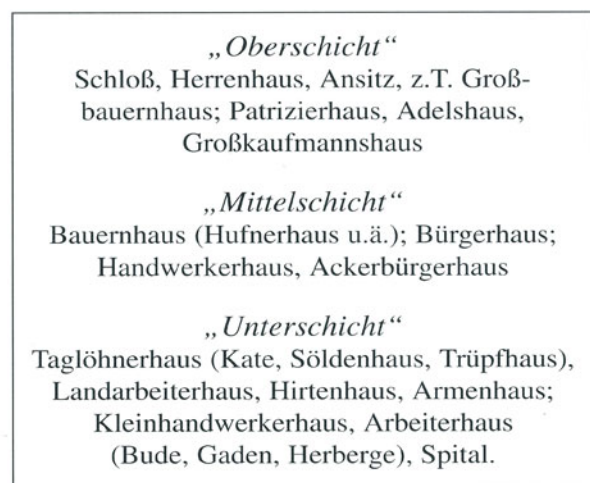 „Oberschicht“
Schloß, Herrenhaus, Ansitz, z.T. Groß-
bauernhaus; Patrizierhaus, Adelshaus,
Großkaufmannshaus
„Mittelschicht“
Bauernhaus (Hufnerhaus u.ä.); Bürgerhaus;
Handwerkerhaus, Ackerbürgerhaus
„Unterschicht“
Taglöhnerhaus (Kate, Söldenhaus, Trüpfhaus),
Landarbeiterhaus, Hirtenhaus, Armenhaus;
Kleinhandwerkerhaus, Arbeiterhaus
(Bude, Gaden, Herberge), Spital.